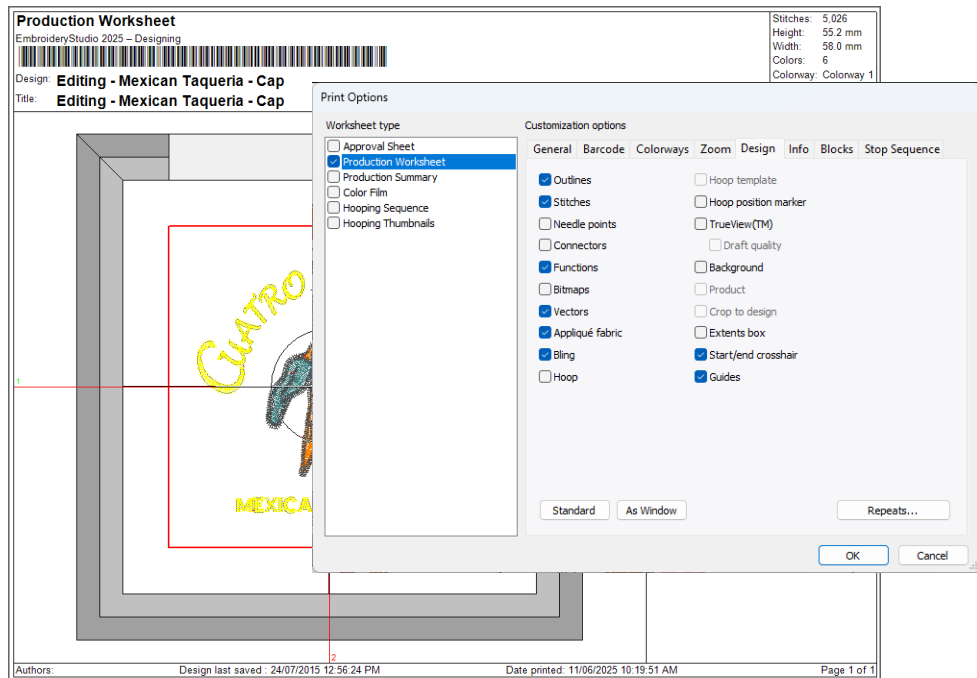 Production Worksheet
EmbroideryStudio 2025 – Designing
Design: Editing - Mexican Taqueria - Cap
Title: Editing - Mexican Taqueria - Cap
Stitches: 5,026
Height: 55.2 mm
Width: 58.0 mm
Colors: 6
Colorway: Colorway 1
Print Options
Worksheet type
Approval Sheet
Production Worksheet
Production Summary
Color Film
Hooping Sequence
Hooping Thumbnails
Customization options
General Barcode Colorways Zoom Design Info Blocks Stop Sequence
Outlines
Stitches
Needle points
Connectors
Functions
Bitmaps
Vectors
Appliqué fabric
Bling
Hoop
Hoop template
Hoop position marker
TrueView(TM)
Draft quality
Background
Product
Crop to design
Extents box
Start/end crosshair
Guides
Standard As Window Repeats...
OK Cancel
CUATRO
MEXICA
1
2
Authors: Design last saved : 24/07/2015 12:56:24 PM Date printed: 11/06/2025 10:19:51 AM Page 1 of 1